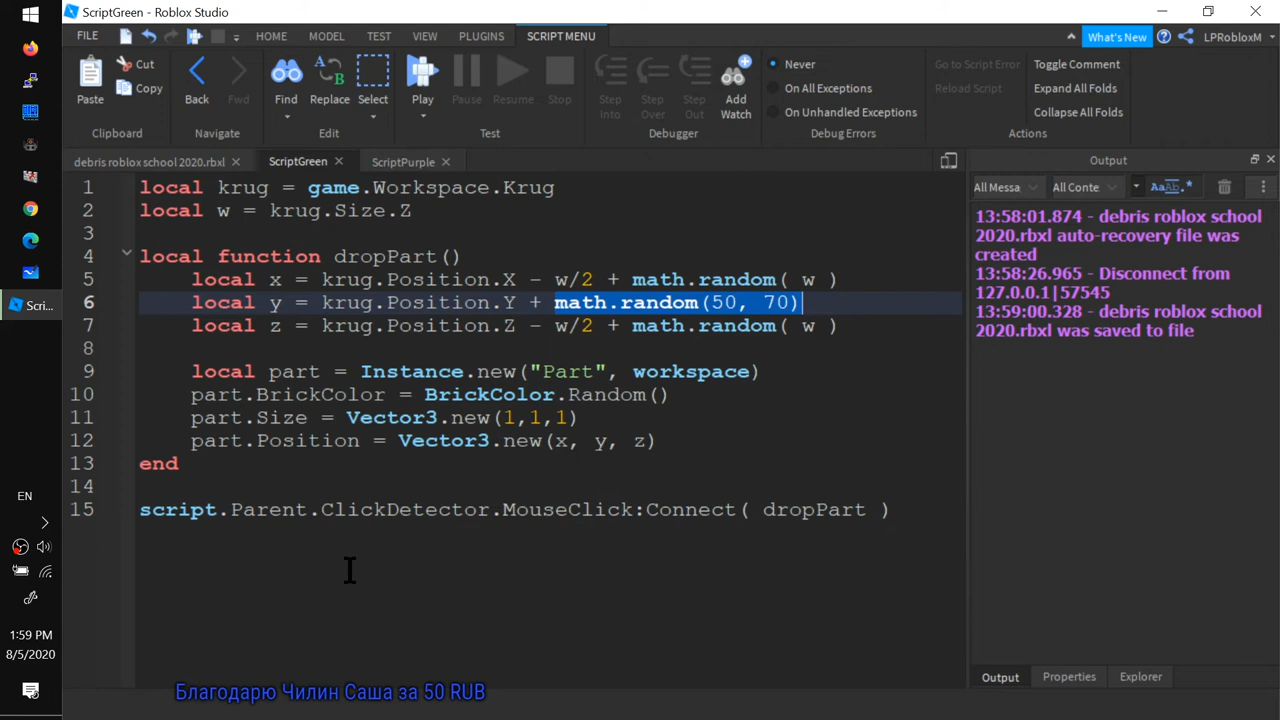 ScriptGreen - Roblox Studio
FILE HOME MODEL TEST VIEW PLUGINS SCRIPT MENU What's New LPRobloxM
Paste Cut Copy Clipboard
Back Fwd Navigate
Find Replace Select Edit
Play Pause Resume Stop Test
Step Into Step Over Step Out Add Watch Debugger
Never
On All Exceptions
On Unhandled Exceptions
Debug Errors
Go to Script Error
Reload Script
Toggle Comment
Expand All Folds
Collapse All Folds
Actions
debris roblox school 2020.rbxl ScriptGreen ScriptPurple
1 local krug = game.Workspace.Krug
2 local w = krug.Size.Z
3
4 local function dropPart()
5 local x = krug.Position.X - w/2 + math.random( w )
6 local y = krug.Position.Y + math.random(50, 70)
7 local z = krug.Position.Z - w/2 + math.random( w )
8
9 local part = Instance.new("Part", workspace)
10 part.BrickColor = BrickColor.Random()
11 part.Size = Vector3.new(1,1,1)
12 part.Position = Vector3.new(x, y, z)
13 end
14
15 script.Parent.ClickDetector.MouseClick:Connect( dropPart )
Output
All Messa All Conte Aa Ab .*
13:58:01.874 - debris roblox school
2020.rbxl auto-recovery file was
created
13:58:26.965 - Disconnect from
127.0.0.1|57545
13:59:00.328 - debris roblox school
2020.rbxl was saved to file
Output Properties Explorer
Scri...
EN
1:59 PM
8/5/2020
Благодарю Чилин Саша за 50 RUB